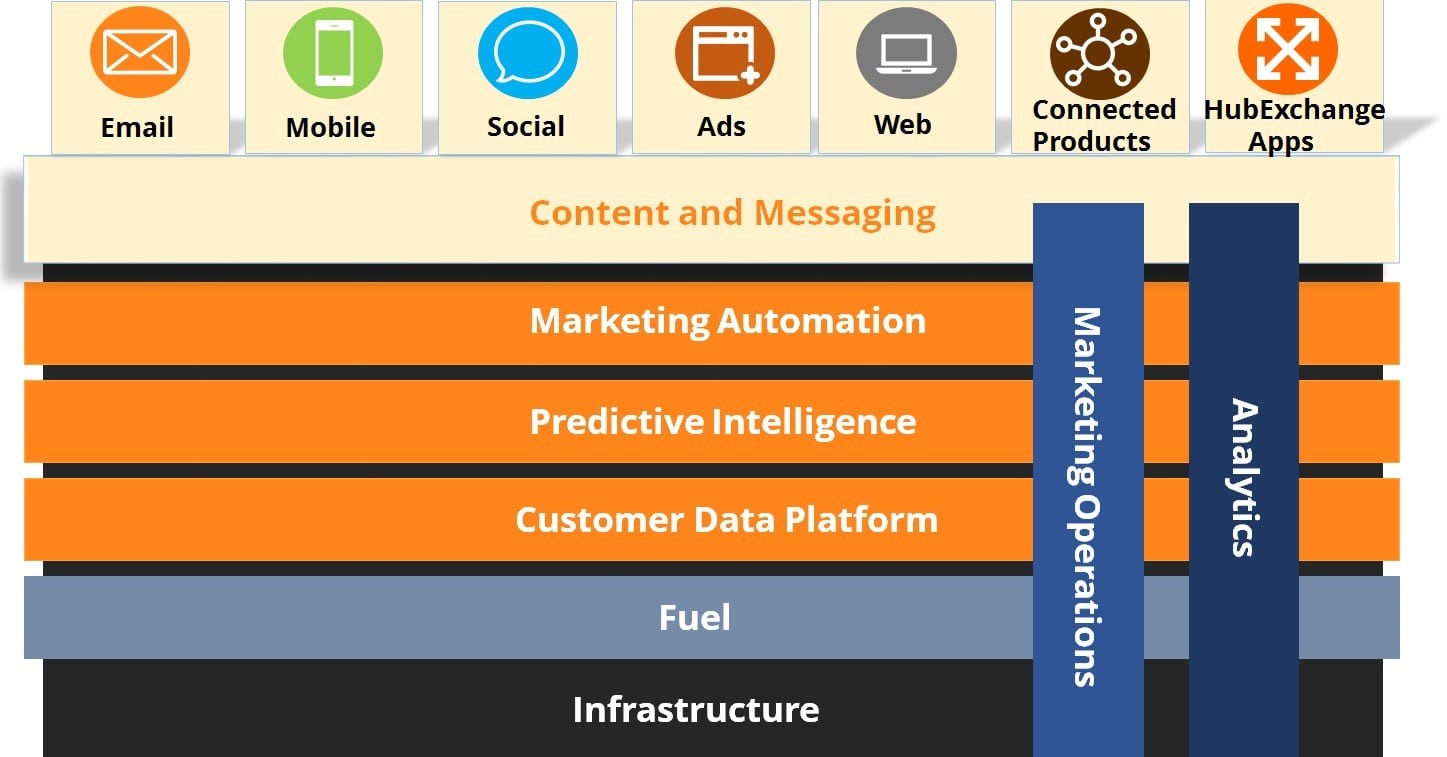 Email
Mobile
Social
Ads
Web
Connected
Products
HubExchange
Apps
Content and Messaging
Marketing Automation
Predictive Intelligence
Customer Data Platform
Fuel
Infrastructure
Marketing Operations
Analytics